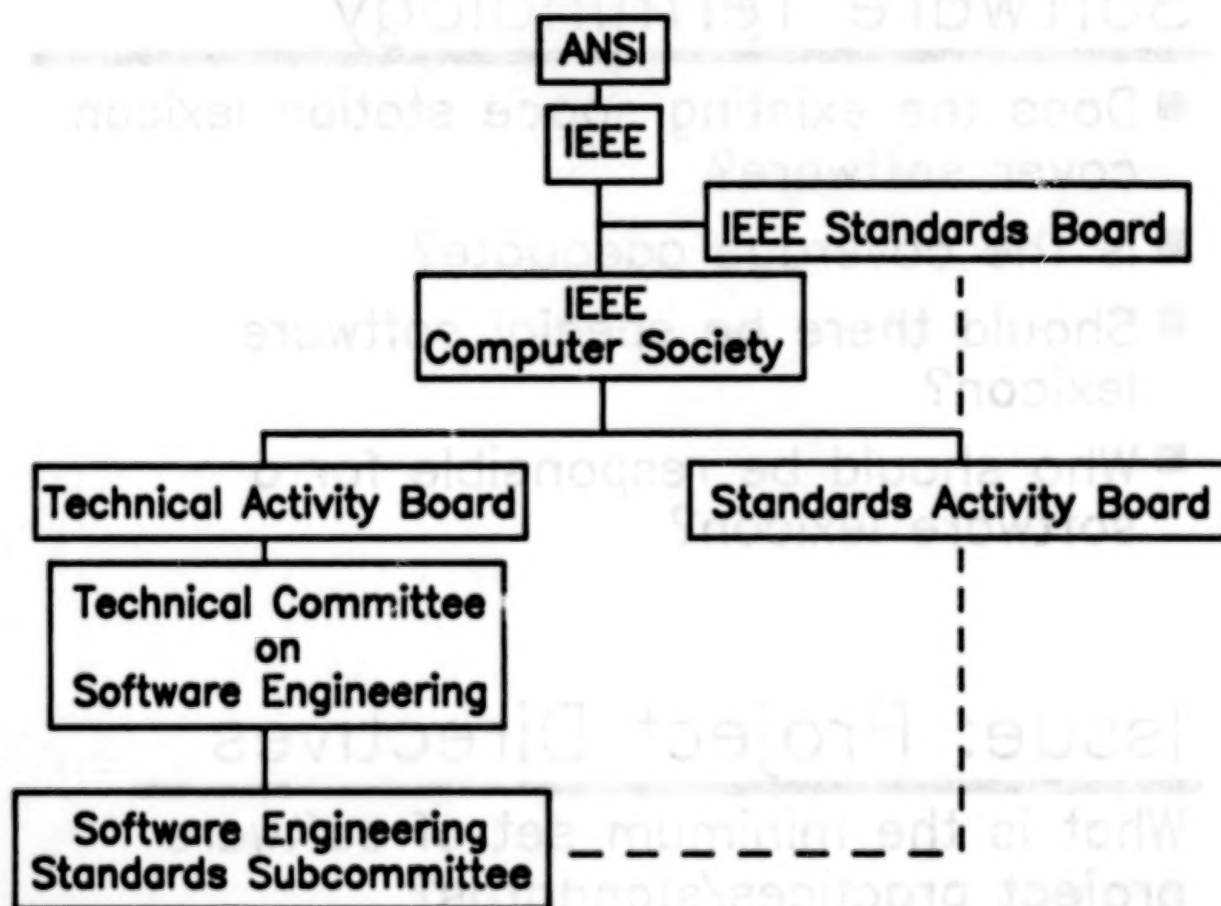 ANSI
IEEE
IEEE Standards Board
IEEE
Computer Society
Technical Activity Board
Standards Activity Board
Technical Committee
on
Software Engineering
Software Engineering
Standards Subcommittee